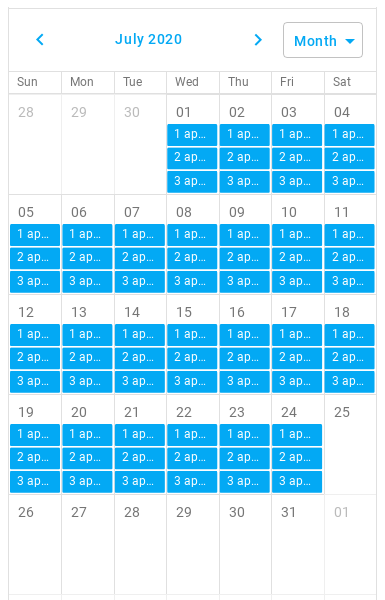 July 2020 Month
Sun Mon Tue Wed Thu Fri Sat
28 29 30 01 02 03 04
1 ap... 1 ap... 1 ap... 1 ap...
2 ap... 2 ap... 2 ap... 2 ap...
3 ap... 3 ap... 3 ap... 3 ap...
05 06 07 08 09 10 11
1 ap... 1 ap... 1 ap... 1 ap... 1 ap... 1 ap... 1 ap...
2 ap... 2 ap... 2 ap... 2 ap... 2 ap... 2 ap... 2 ap...
3 ap... 3 ap... 3 ap... 3 ap... 3 ap... 3 ap... 3 ap...
12 13 14 15 16 17 18
1 ap... 1 ap... 1 ap... 1 ap... 1 ap... 1 ap... 1 ap...
2 ap... 2 ap... 2 ap... 2 ap... 2 ap... 2 ap... 2 ap...
3 ap... 3 ap... 3 ap... 3 ap... 3 ap... 3 ap... 3 ap...
19 20 21 22 23 24 25
1 ap... 1 ap... 1 ap... 1 ap... 1 ap... 1 ap...
2 ap... 2 ap... 2 ap... 2 ap... 2 ap... 2 ap...
3 ap... 3 ap... 3 ap... 3 ap... 3 ap... 3 ap...
26 27 28 29 30 31 01